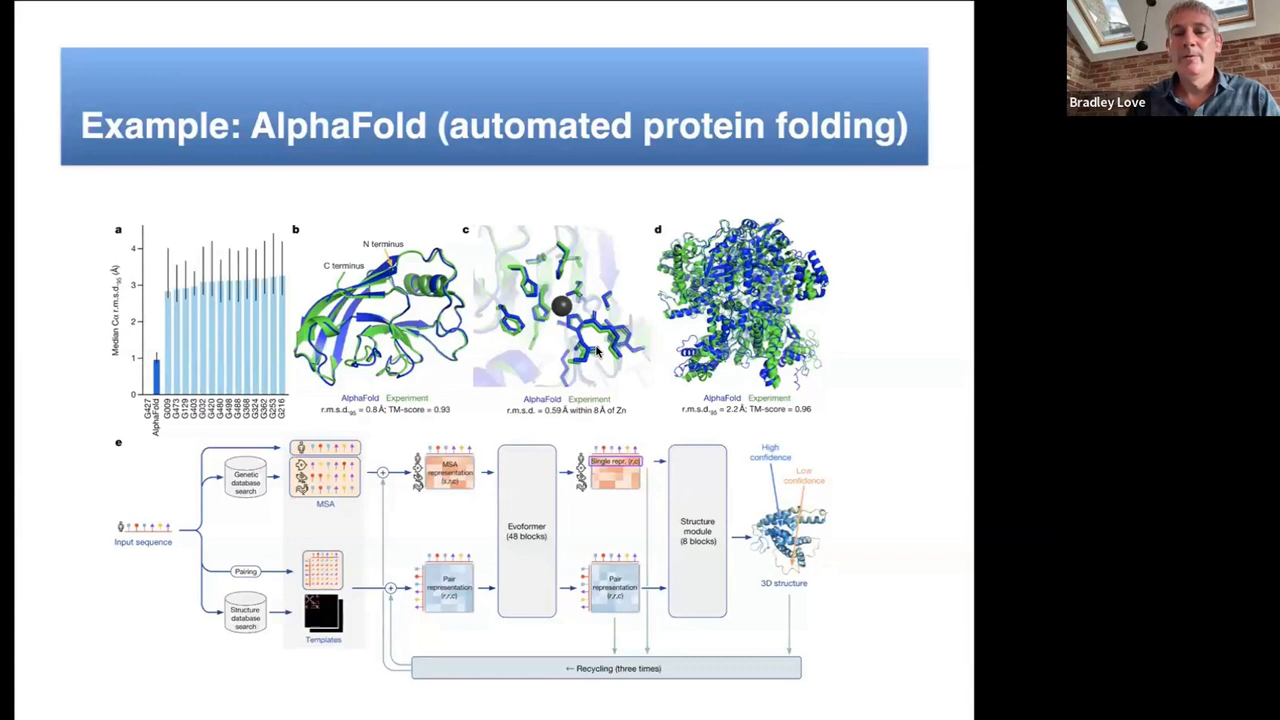 Example: AlphaFold (automated protein folding)
Bradley Love
a
Median Cα r.m.s.d.95 (Å)
4
3
2
1
0
G427
AlphaFold
G009
G473
G129
G403
G032
G420
G480
G498
G488
G368
G324
G362
G253
G216
b
N terminus
C terminus
AlphaFold Experiment
r.m.s.d.95 = 0.8 Å; TM-score = 0.93
c
AlphaFold Experiment
r.m.s.d. = 0.59 Å within 8 Å of Zn
d
AlphaFold Experiment
r.m.s.d.95 = 2.2 Å; TM-score = 0.96
e
Input sequence
Genetic
database
search
Pairing
Structure
database
search
MSA
Templates
MSA
representation
(s,r,c)
Pair
representation
(r,r,c)
Evoformer
(48 blocks)
Single repr. (r,c)
Pair
representation
(r,r,c)
Structure
module
(8 blocks)
High
confidence
Low
confidence
3D structure
← Recycling (three times)